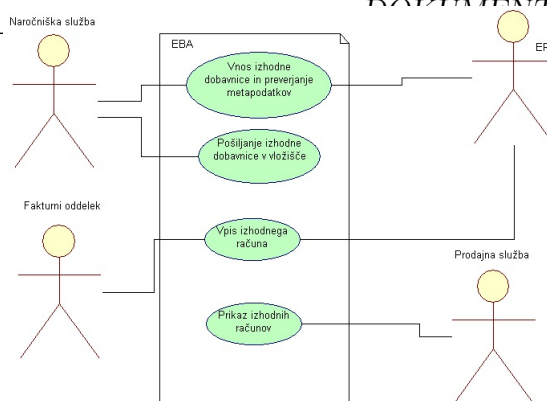 DOKUMENT
Naročniška služba
EBA
Vnos izhodne
dobavnice in preverjanje
metapodatkov
Pošiljanje izhodne
dobavnice v vložišče
Fakturni oddelek
Vpis izhodnega
računa
Prodajna služba
Prikaz izhodnih
računov